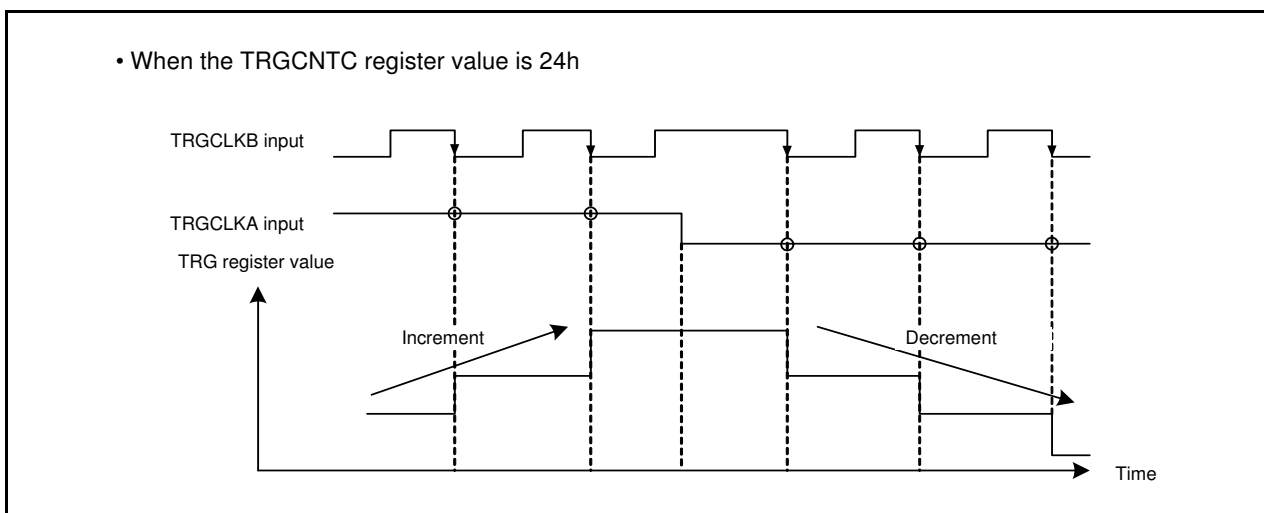 • When the TRGCNTC register value is 24h
TRGCLKB input
TRGCLKA input
TRG register value
Increment
Decrement
Time